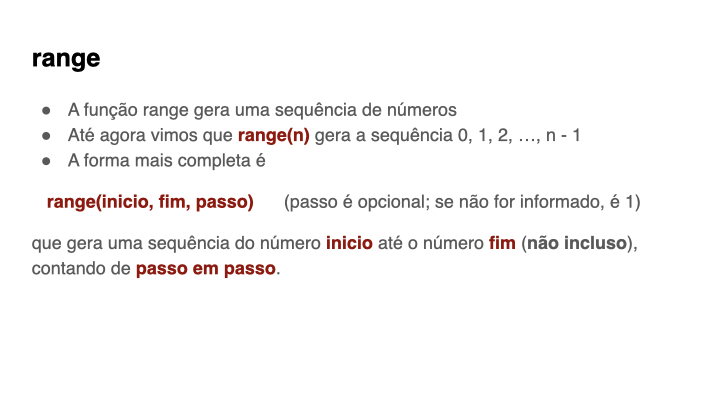 range
● A função range gera uma sequência de números
● Até agora vimos que range(n) gera a sequência 0, 1, 2, …, n - 1
● A forma mais completa é
range(inicio, fim, passo) (passo é opcional; se não for informado, é 1)
que gera uma sequência do número inicio até o número fim (não incluso),
contando de passo em passo.